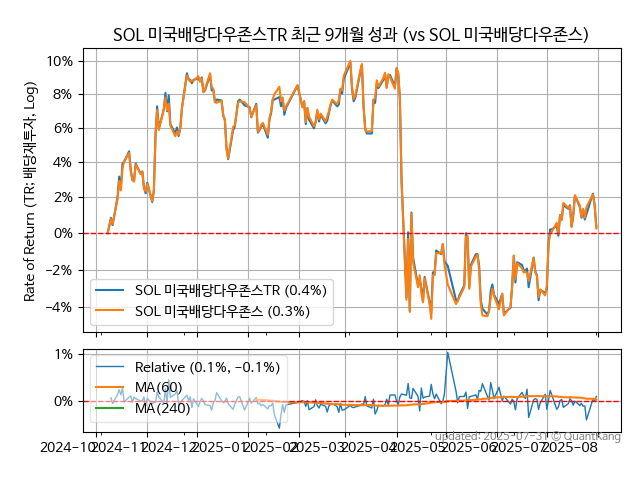 SOL 미국배당다우존스TR 최근 9개월 성과 (vs SOL 미국배당다우존스)
Rate of Return (TR: 배당재투자, Log)
10%
8%
6%
4%
2%
0%
−2%
−4%
SOL 미국배당다우존스TR (0.4%)
SOL 미국배당다우존스 (0.3%)
1%
0%
Relative (0.1%, −0.1%)
MA(60)
MA(240)
updated: 2025-07-31 © QuantKang
2024-10 2024-11 2024-12 2025-01 2025-02 2025-03 2025-04 2025-05 2025-06 2025-07 2025-08